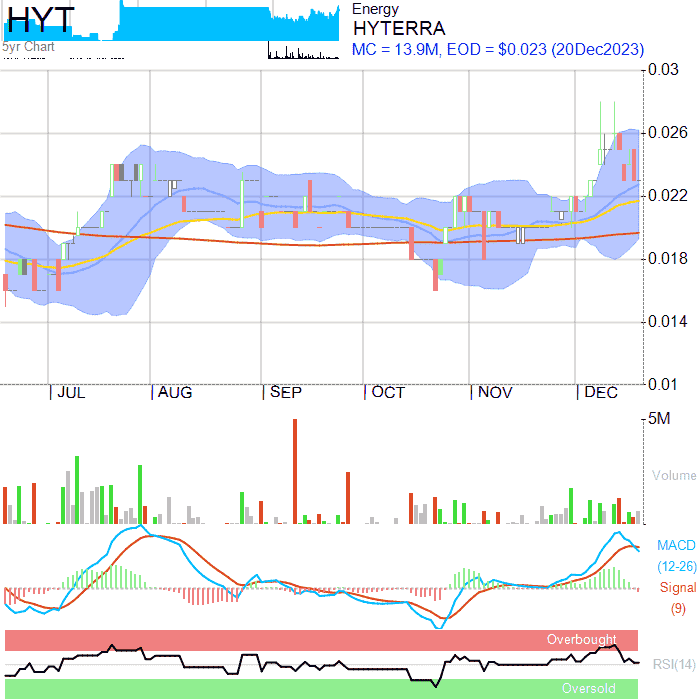 HYT
5yr Chart
Energy
HYTERRA
MC = 13.9M, EOD = $0.023 (20Dec2023)
0.03
0.026
0.022
0.018
0.014
0.01
JUL AUG SEP OCT NOV DEC
5M
Volume
MACD
(12-26)
Signal
(9)
Overbought
RSI(14)
Oversold